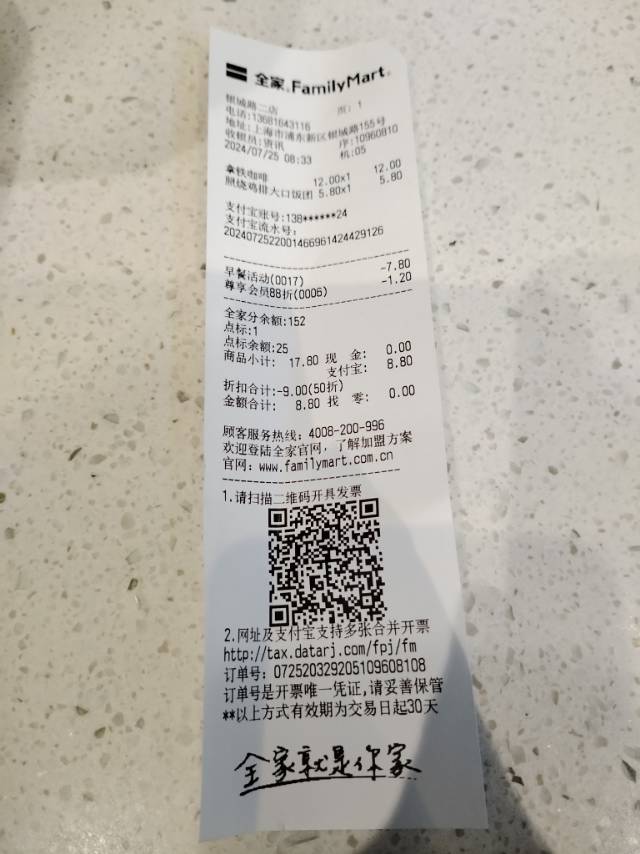 全家 FamilyMart
银城路二店 页: 1
电话:13681643116
地址:上海市浦东新区银城路155号
收银员:资讯 序:10960810
2024/07/25 08:33 机:05
拿铁咖啡 12.00x1 12.00
照烧鸡排大口饭团 5.80x1 5.80
支付宝账号:138******24
支付宝流水号:
2024072522001466961424429126
早餐活动(0017) -7.80
尊享会员88折(0006) -1.20
全家分余额:152
点标:1
点标余额:25
商品小计: 17.80 现 金: 0.00
支付宝: 8.80
折扣合计:-9.00(50折)
金额合计: 8.80 找 零: 0.00
顾客服务热线: 4008-200-996
欢迎登陆全家官网,了解加盟方案
官网:www.familymart.com.cn
1.请扫描二维码开具发票
2.网址及支付宝支持多张合并开票
http://tax.datarj.com/fpj/fm
订单号: 072520329205109608108
订单号是开票唯一凭证,请妥善保管
**以上方式有效期为交易日起30天
全家就是你家